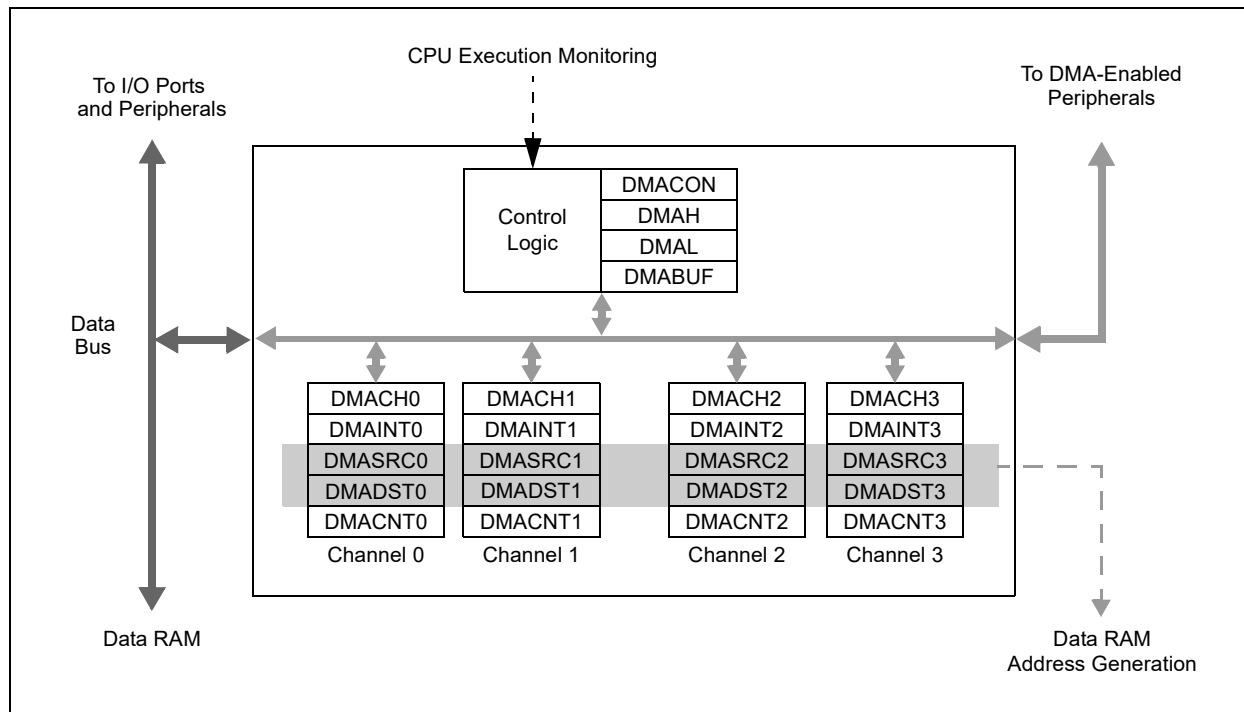 CPU Execution Monitoring
To I/O Ports
and Peripherals
To DMA-Enabled
Peripherals
Control
Logic
DMACON
DMAH
DMAL
DMABUF
Data
Bus
DMACH0
DMAINT0
DMASRC0
DMADST0
DMACNT0
Channel 0
DMACH1
DMAINT1
DMASRC1
DMADST1
DMACNT1
Channel 1
DMACH2
DMAINT2
DMASRC2
DMADST2
DMACNT2
Channel 2
DMACH3
DMAINT3
DMASRC3
DMADST3
DMACNT3
Channel 3
Data RAM
Data RAM
Address Generation